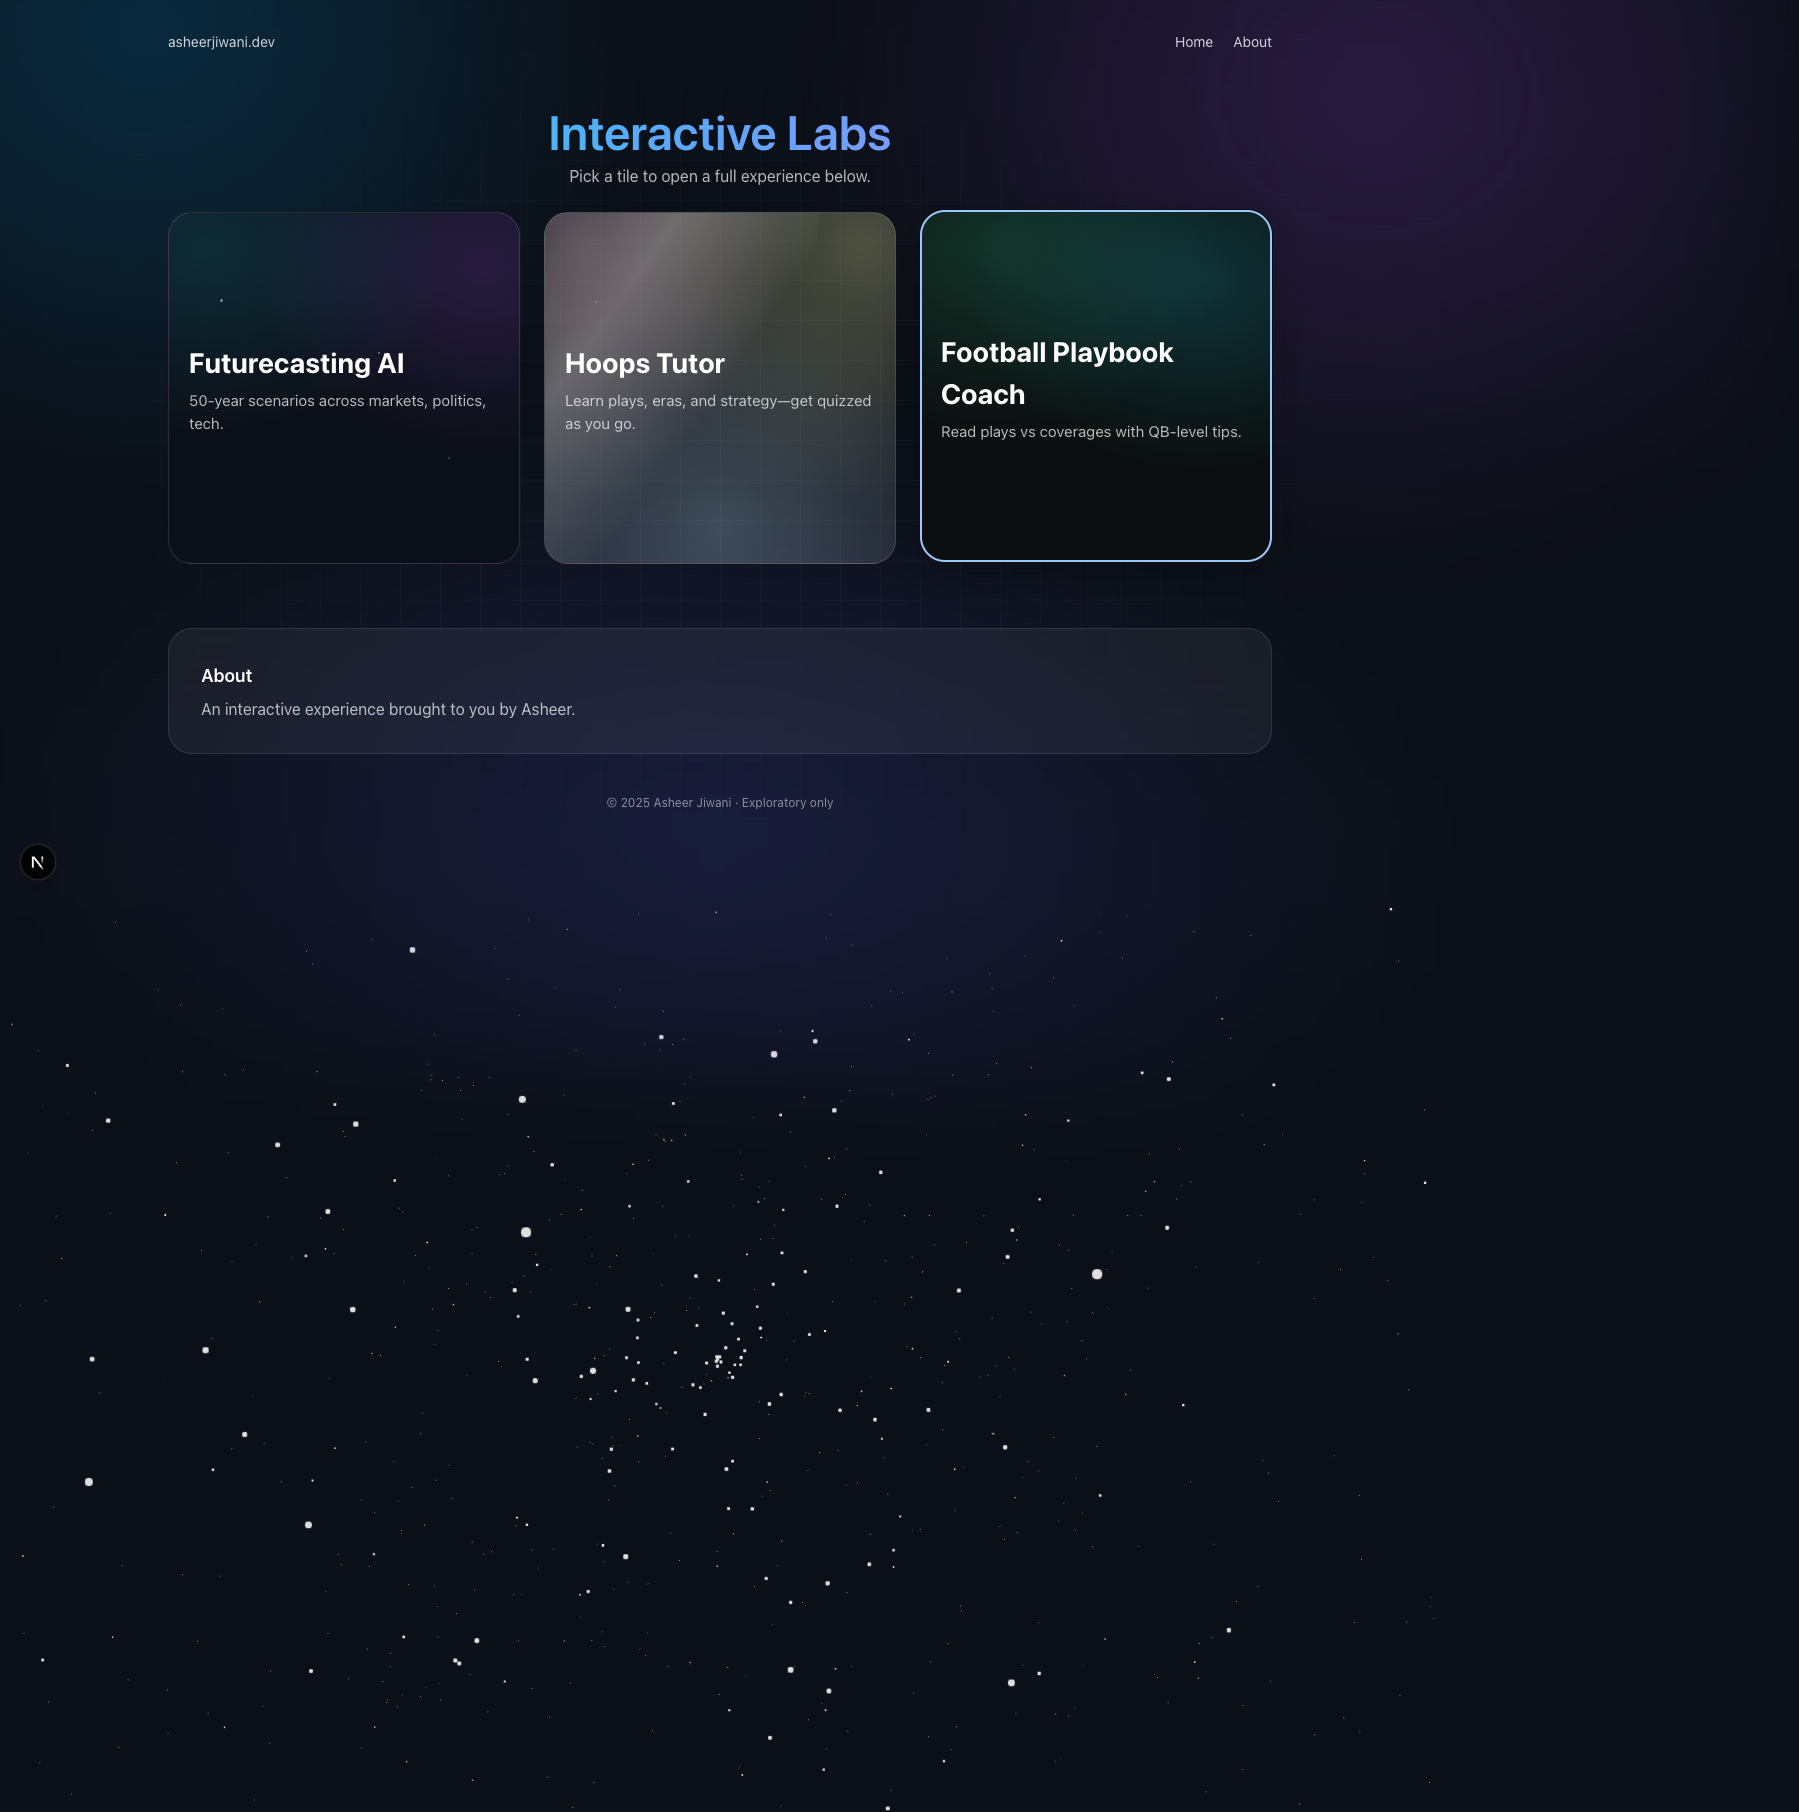 asheerjiwani.dev
Home About
Interactive Labs
Pick a tile to open a full experience below.
Futurecasting AI
50-year scenarios across markets, politics,
tech.
Hoops Tutor
Learn plays, eras, and strategy—get quizzed
as you go.
Football Playbook
Coach
Read plays vs coverages with QB-level tips.
About
An interactive experience brought to you by Asheer.
© 2025 Asheer Jiwani · Exploratory only
N